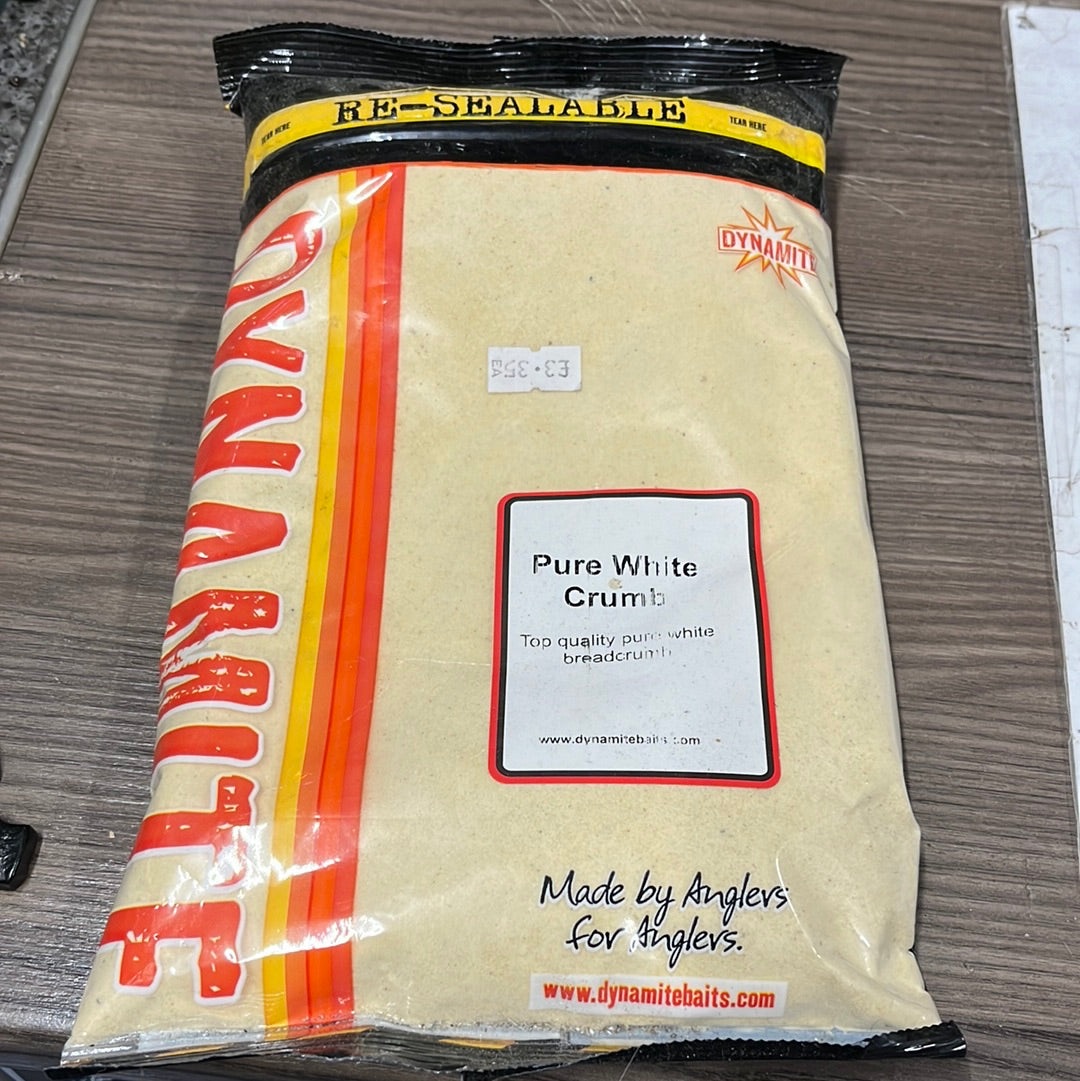 RE-SEALABLE
TEAR HERE
TEAR HERE
DYNAMITE
DYNAMITE
£3.35
EA
Pure White
Crumb
Top quality pure white
breadcrumb
www.dynamitebaits.com
Made by Anglers
for Anglers.
www.dynamitebaits.com